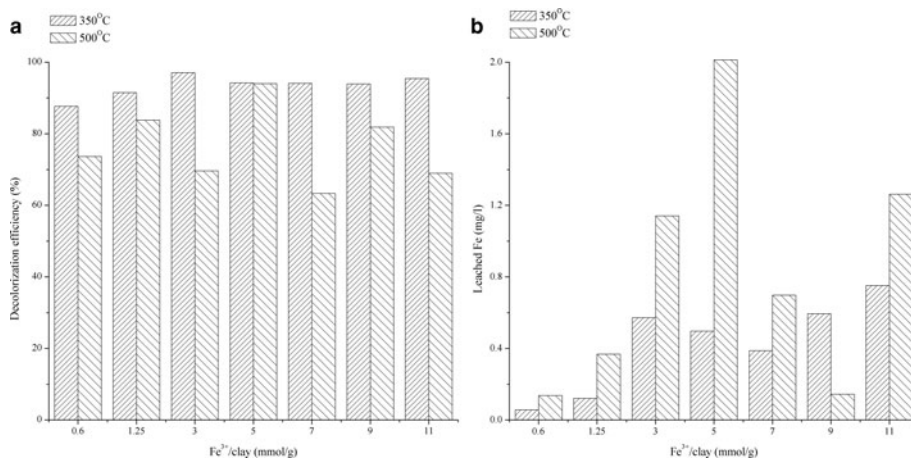 a
350°C
500°C
Decolorization efficiency (%)
100
80
60
40
20
0
0.6 1.25 3 5 7 9 11
Fe³⁺/clay (mmol/g)
b
350°C
500°C
Leached Fe (mg/l)
2.0
1.6
1.2
0.8
0.4
0.0
0.6 1.25 3 5 7 9 11
Fe³⁺/clay (mmol/g)